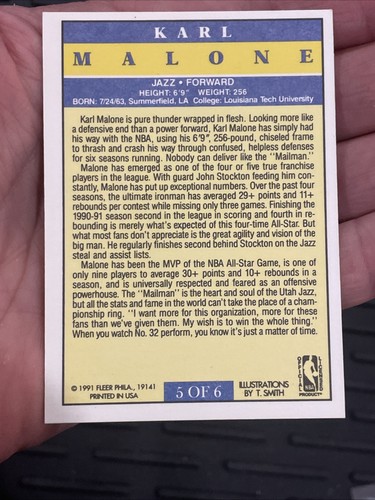 KARL
MALONE
JAZZ • FORWARD
HEIGHT: 6'9" WEIGHT: 256
BORN: 7/24/63, Summerfield, LA College: Louisiana Tech University
Karl Malone is pure thunder wrapped in flesh. Looking more like
a defensive end than a power forward, Karl Malone has simply had
his way with the NBA, using his 6'9", 256-pound, chiseled frame
to thrash and crash his way through confused, helpless defenses
for six seasons running. Nobody can deliver like the "Mailman."
Malone has emerged as one of the four or five true franchise
players in the league. With guard John Stockton feeding him con-
stantly, Malone has put up exceptional numbers. Over the past four
seasons, the ultimate ironman has averaged 29+ points and 11+
rebounds per contest while missing only three games. Finishing the
1990-91 season second in the league in scoring and fourth in re-
bounding is merely what's expected of this four-time All-Star. But
what most fans don't appreciate is the great agility and vision of the
big man. He regularly finishes second behind Stockton on the Jazz
steal and assist lists.
Malone has been the MVP of the NBA All-Star Game, is one of
only nine players to average 30+ points and 10+ rebounds in a
season, and is universally respected and feared as an offensive
powerhouse. The "Mailman" is the heart and soul of the Utah Jazz,
but all the stats and fame in the world can't take the place of a cham-
pionship ring. "I want more for this organization, more for these
fans than we've given them. My wish is to win the whole thing."
When you watch No. 32 perform, you know it's just a matter of time.
© 1991 FLEER PHILA., 19141
PRINTED IN USA
5 OF 6
ILLUSTRATIONS
BY T. SMITH
OFFICIAL
LICENSED
NBA
PRODUCT